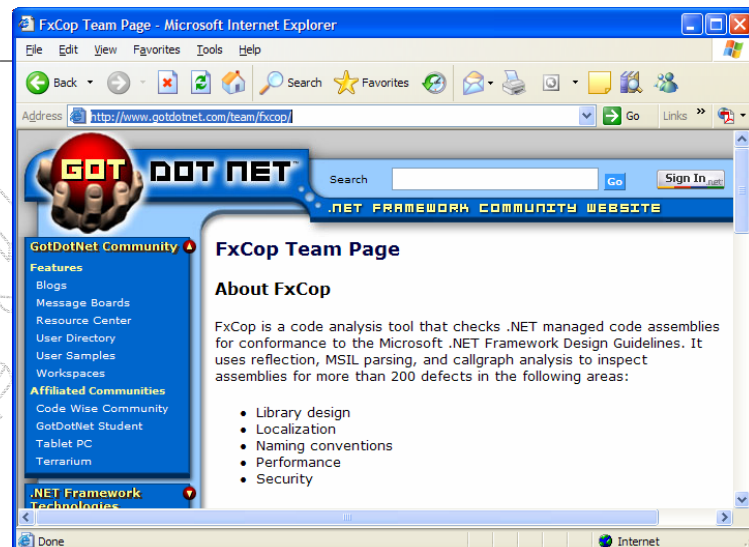 FxCop Team Page - Microsoft Internet Explorer
File Edit View Favorites Tools Help
Back Search Favorites
Address http://www.gotdotnet.com/team/fxcop/ Go Links »
GOT DOT NET™ Search Go Sign In .net
.NET FRAMEWORK COMMUNITY WEBSITE
GotDotNet Community
Features
Blogs
Message Boards
Resource Center
User Directory
User Samples
Workspaces
Affiliated Communities
Code Wise Community
GotDotNet Student
Tablet PC
Terrarium
.NET Framework
Technologies
FxCop Team Page
About FxCop
FxCop is a code analysis tool that checks .NET managed code assemblies
for conformance to the Microsoft .NET Framework Design Guidelines. It
uses reflection, MSIL parsing, and callgraph analysis to inspect
assemblies for more than 200 defects in the following areas:
• Library design
• Localization
• Naming conventions
• Performance
• Security
Done Internet